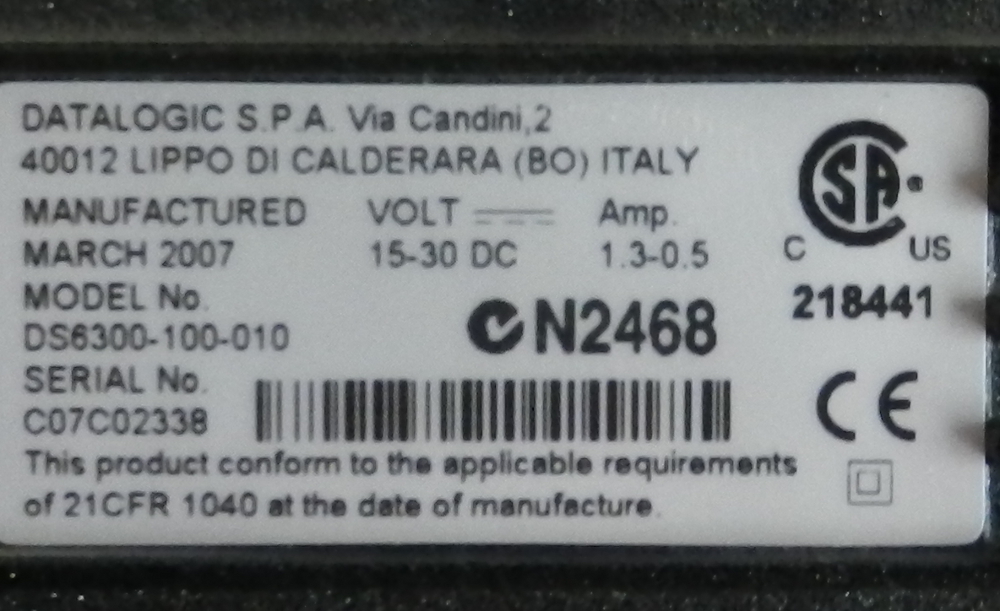 DATALOGIC S.P.A. Via Candini,2
40012 LIPPO DI CALDERARA (BO) ITALY
MANUFACTURED VOLT Amp.
MARCH 2007 15-30 DC 1.3-0.5
MODEL No.
DS6300-100-010
SERIAL No.
C07C02338
N2468
This product conform to the applicable requirements
of 21CFR 1040 at the date of manufacture.
CSA®
C US
218441
CE